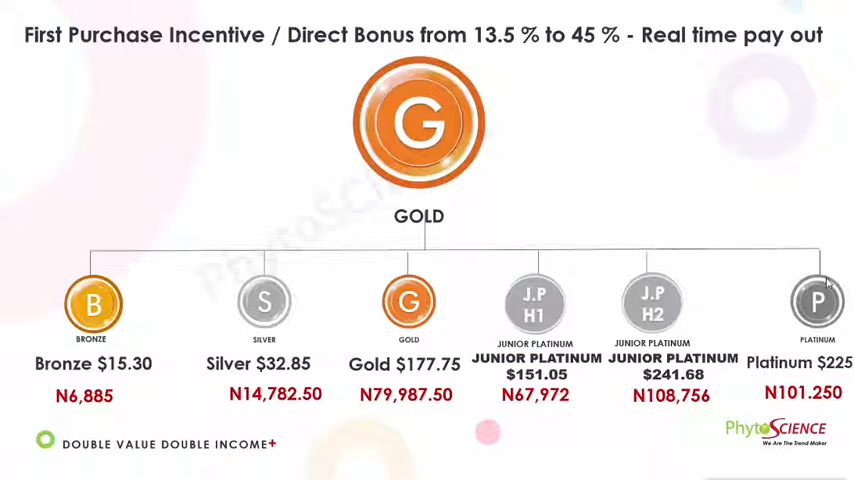 First Purchase Incentive / Direct Bonus from 13.5 % to 45 % - Real time pay out
G
GOLD
PhytoSCIENCE
B S G J.P H1 J.P H2 P
BRONZE SILVER GOLD JUNIOR PLATINUM JUNIOR PLATINUM PLATINUM
Bronze $15.30 Silver $32.85 Gold $177.75 JUNIOR PLATINUM $151.05 JUNIOR PLATINUM $241.68 Platinum $225
N6,885 N14,782.50 N79,987.50 N67,972 N108,756 N101.250
DOUBLE VALUE DOUBLE INCOME+
PhytoSCIENCE
We Are The Trend Maker